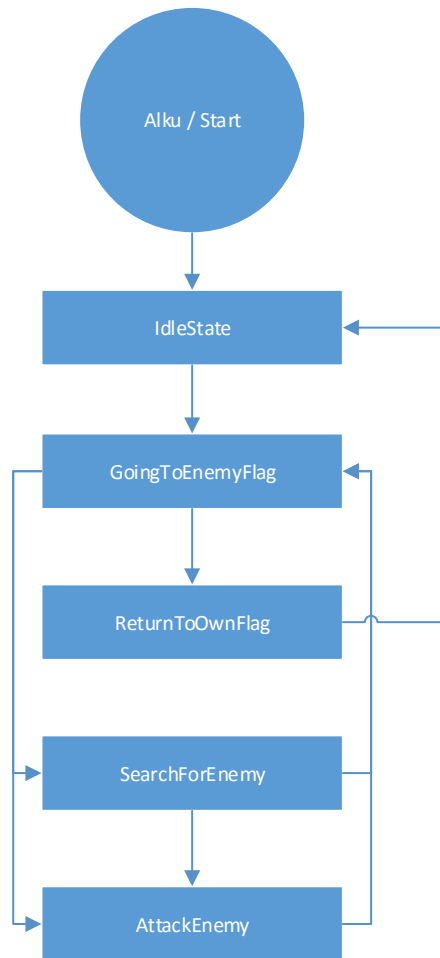 Alku / Start
IdleState
GoingToEnemyFlag
ReturnToOwnFlag
SearchForEnemy
AttackEnemy